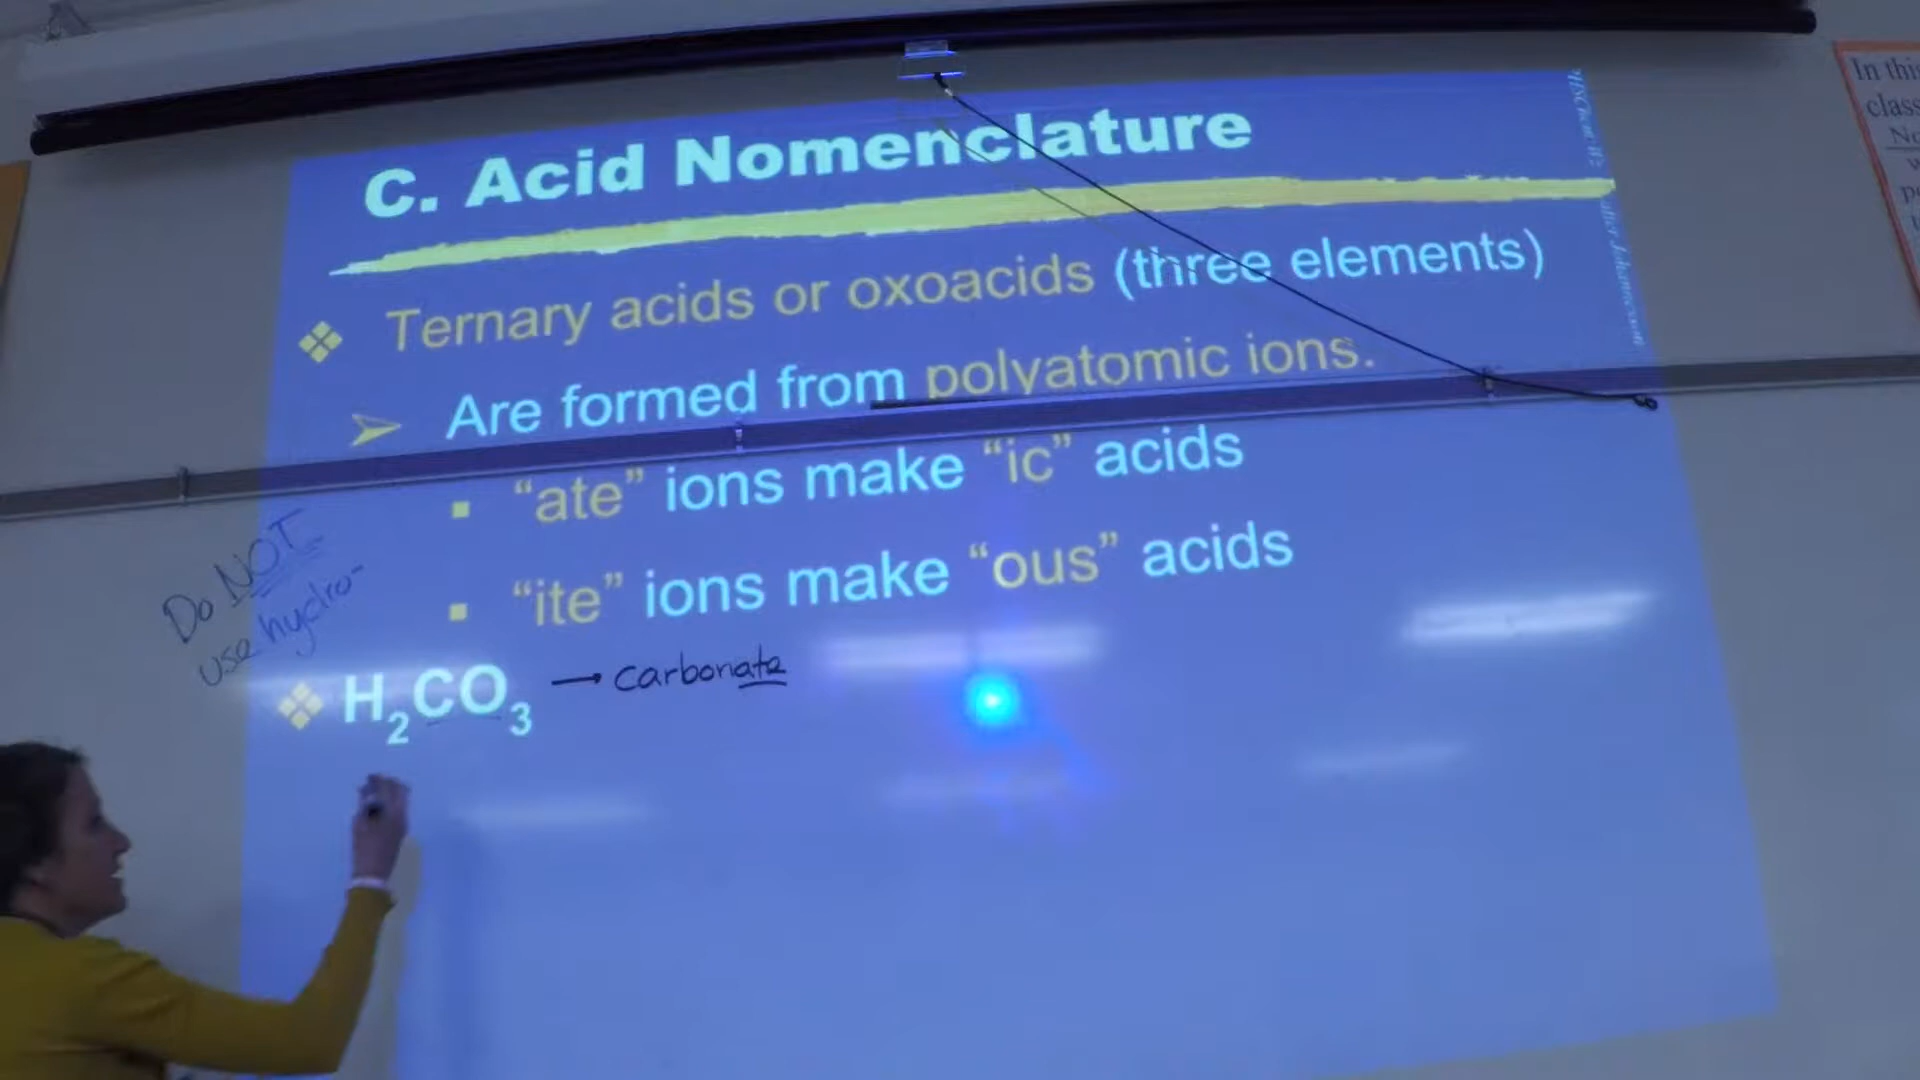 C. Acid Nomenclature
Ternary acids or oxoacids (three elements)
Are formed from polyatomic ions.
“ate” ions make “ic” acids
“ite” ions make “ous” acids
Do NOT
use hydro-
H₂CO₃ → carbonate
In this
class